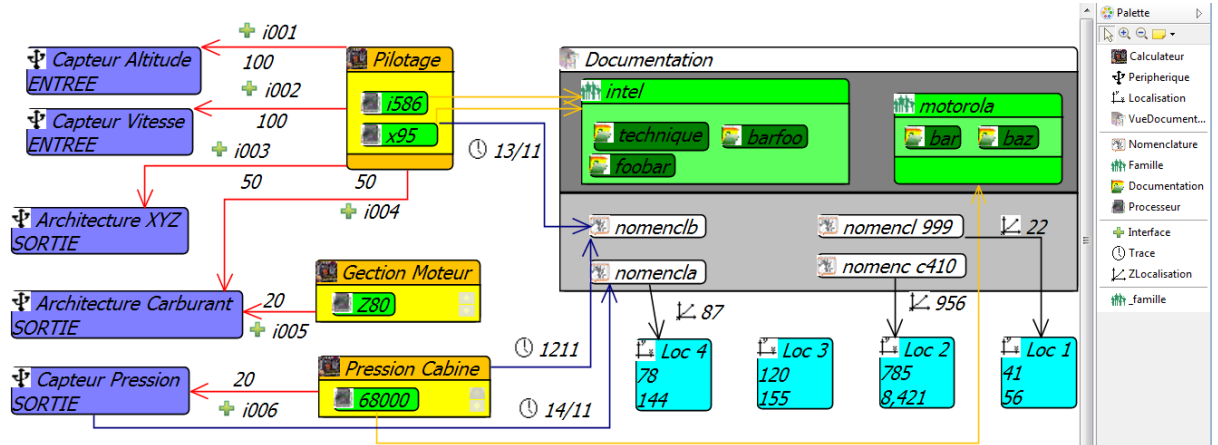 Capteur Altitude
ENTREE
i001
100
i002
Capteur Vitesse
ENTREE
100
i003
50
50
i004
Architecture XYZ
SORTIE
Architecture Carburant
SORTIE
20
i005
Capteur Pression
SORTIE
20
i006
Pilotage
i586
x95
13/11
Gection Moteur
Z80
Pression Cabine
68000
1211
14/11
Documentation
intel
technique
barfoo
foobar
motorola
bar
baz
nomenclb
nomencl 999
22
nomencla
nomenc c410
87
956
Loc 4
78
144
Loc 3
120
155
Loc 2
785
8,421
Loc 1
41
56
Palette
Calculateur
Peripherique
Localisation
VueDocument...
Nomenclature
Famille
Documentation
Processeur
Interface
Trace
ZLocalisation
_famille